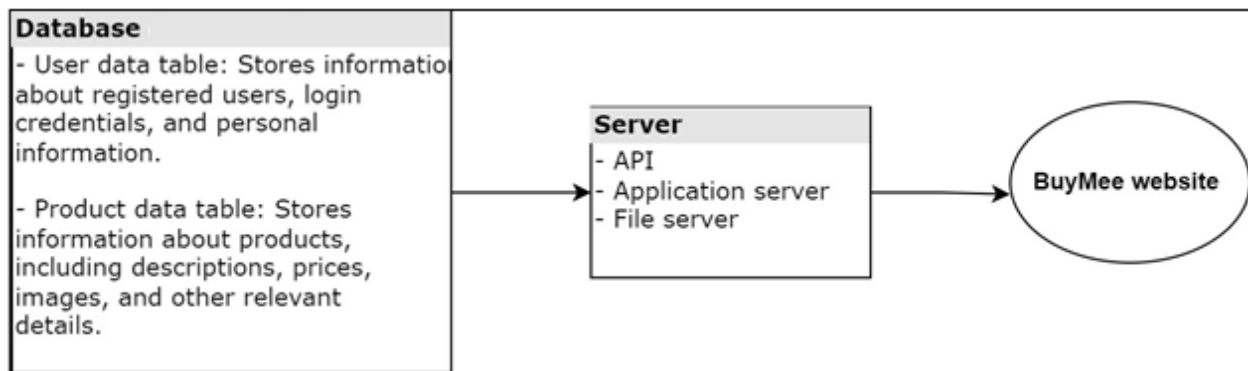 Database
- User data table: Stores information
about registered users, login
credentials, and personal
information.
- Product data table: Stores
information about products,
including descriptions, prices,
images, and other relevant
details.
Server
- API
- Application server
- File server
BuyMee website